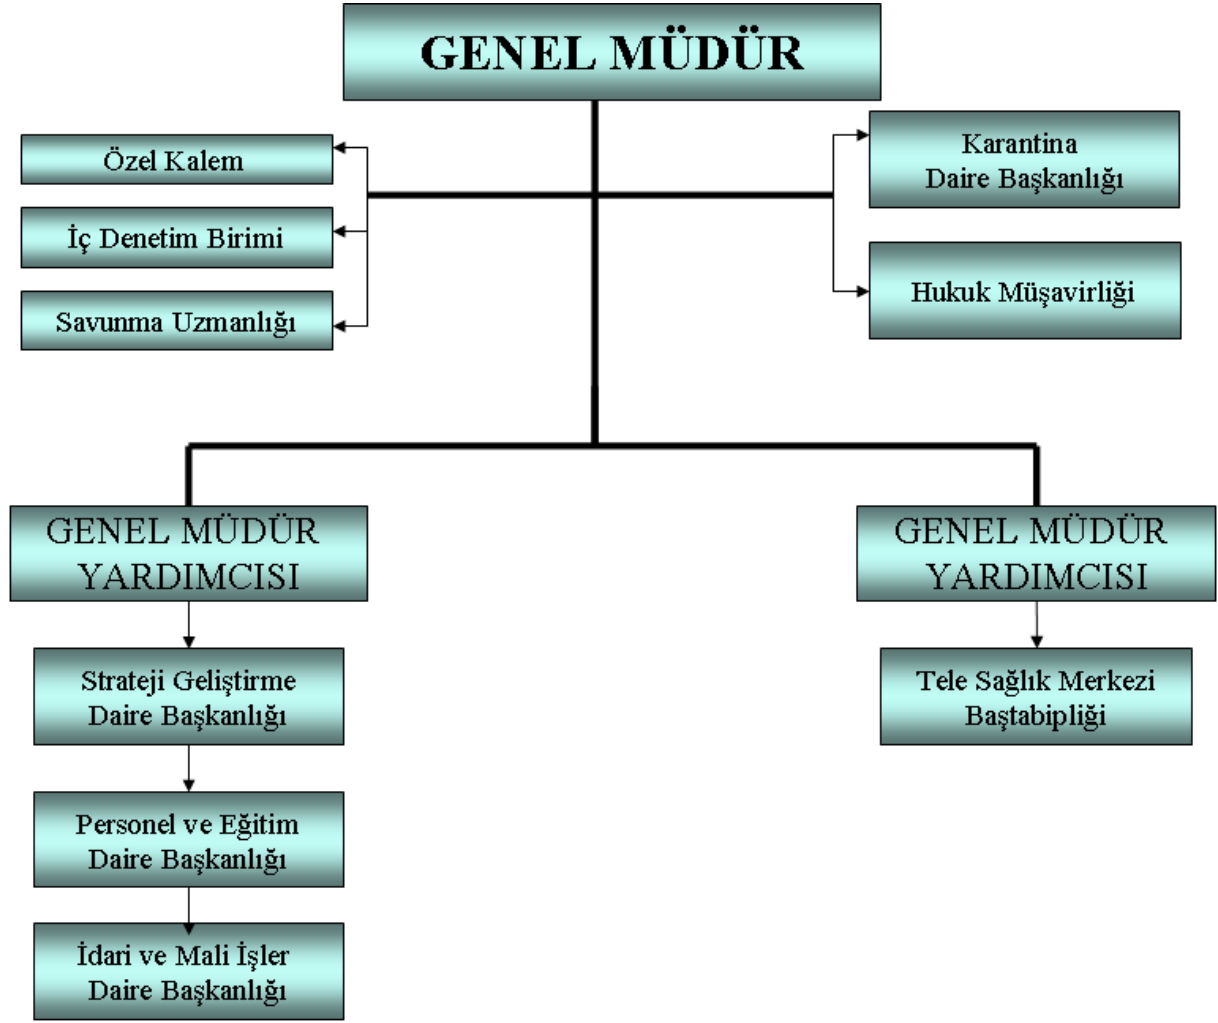 GENEL MÜDÜR
Özel Kalem
İç Denetim Birimi
Savunma Uzmanlığı
Karantina
Daire Başkanlığı
Hukuk Müşavirliği
GENEL MÜDÜR
YARDIMCISI
Strateji Geliştirme
Daire Başkanlığı
Personel ve Eğitim
Daire Başkanlığı
İdari ve Mali İşler
Daire Başkanlığı
GENEL MÜDÜR
YARDIMCISI
Tele Sağlık Merkezi
Baştabipliği